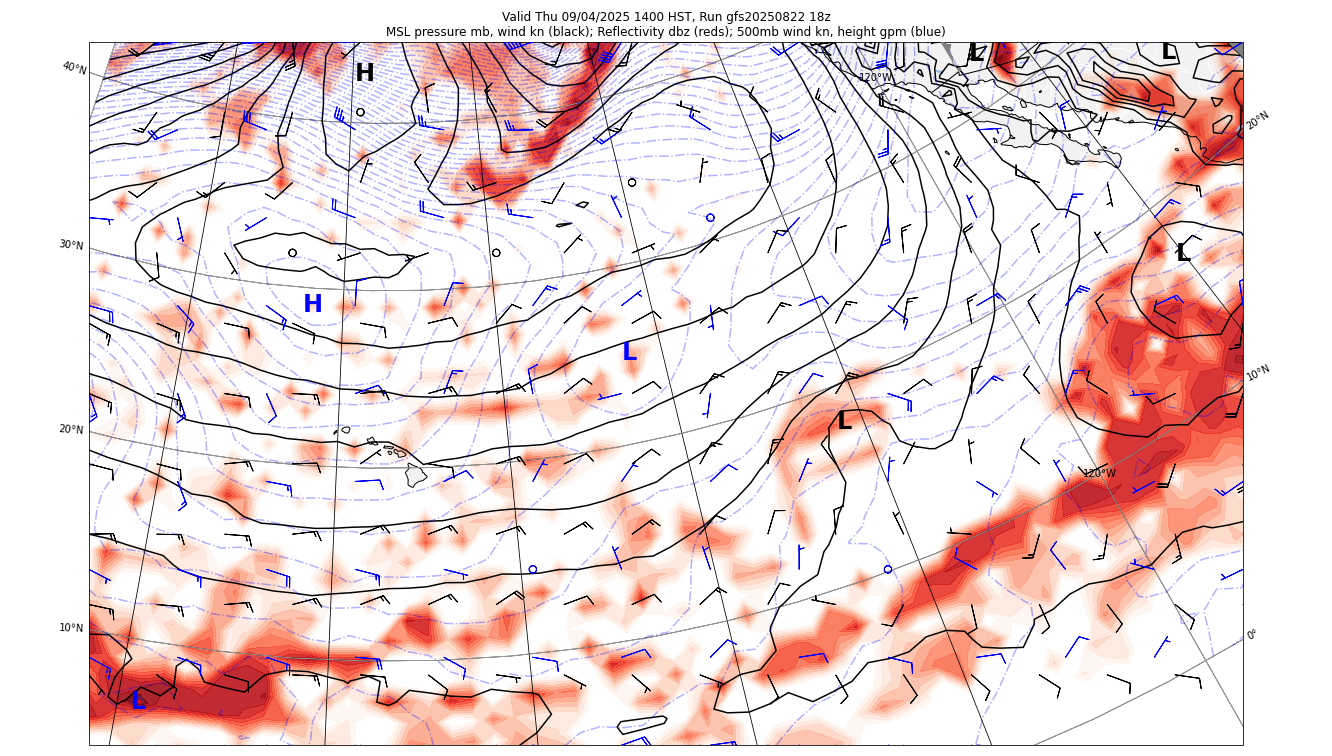 Valid Thu 09/04/2025 1400 HST, Run gfs20250822 18z
MSL pressure mb, wind kn (black); Reflectivity dbz (reds); 500mb wind kn, height gpm (blue)
L
L
H
40°N
120°W
20°N
30°N
L
H
L
10°N
L
20°N
120°W
10°N
0°
L